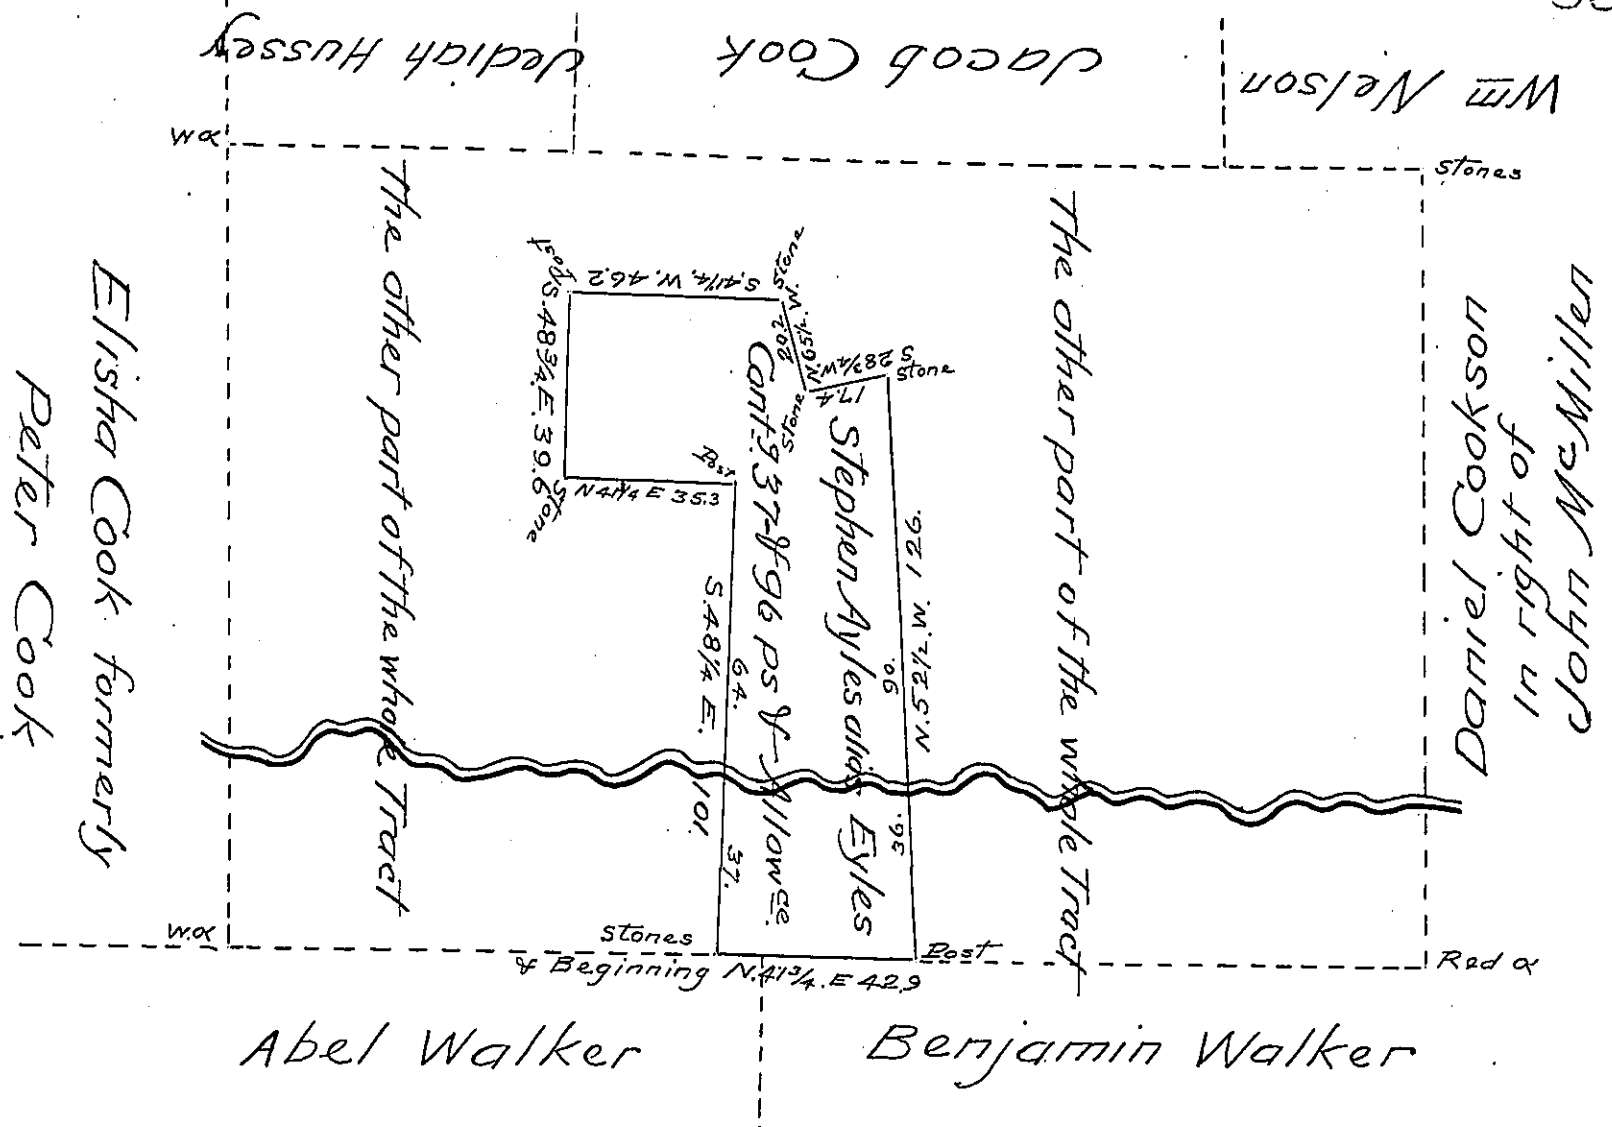 Jediah Hussey
Jacob Cook
Wm Nelson
W α
Stones
The other part of the whole Tract
The other part of the whole Tract
Post
S. 41¼. W. 46.2
Stone
N. 65½. W.
20.2
S 28¾ W.
17.4
Stone
Stone
S. 48¾. E. 39.6
Stone
N 41¼ E 35.3
Post
Cont.g 37 - & 96 ps & Allowce.
Stephen Ayles alias Eyles
N. 52½. W. 126.
90.
36.
S. 48¼ E. 101.
64.
37.
Elisha Cook formerly
Peter Cook
Daniel Cookson
In right of
John McMillen
W. α
Stones
& Beginning N. 41¾. E 42.9
Post
Red α
Abel Walker
Benjamin Walker